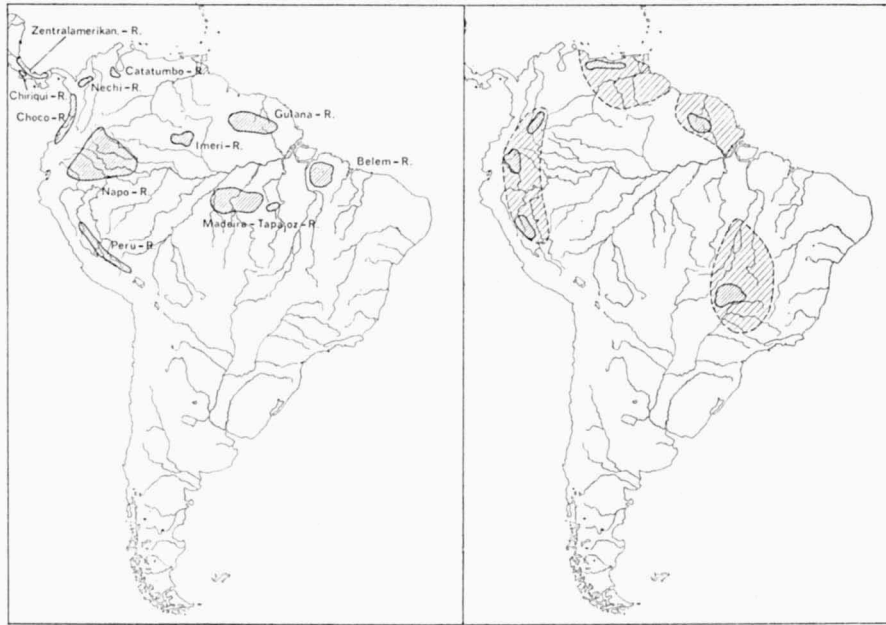 Zentralamerikan.-R.
Catatumbo-R.
Nechi-R.
Chiriqui-R.
Choco-R.
Guiana-R.
Imeri-R.
Belem-R.
Napo-R.
Madeira-Tapajoz-R.
Peru-R.